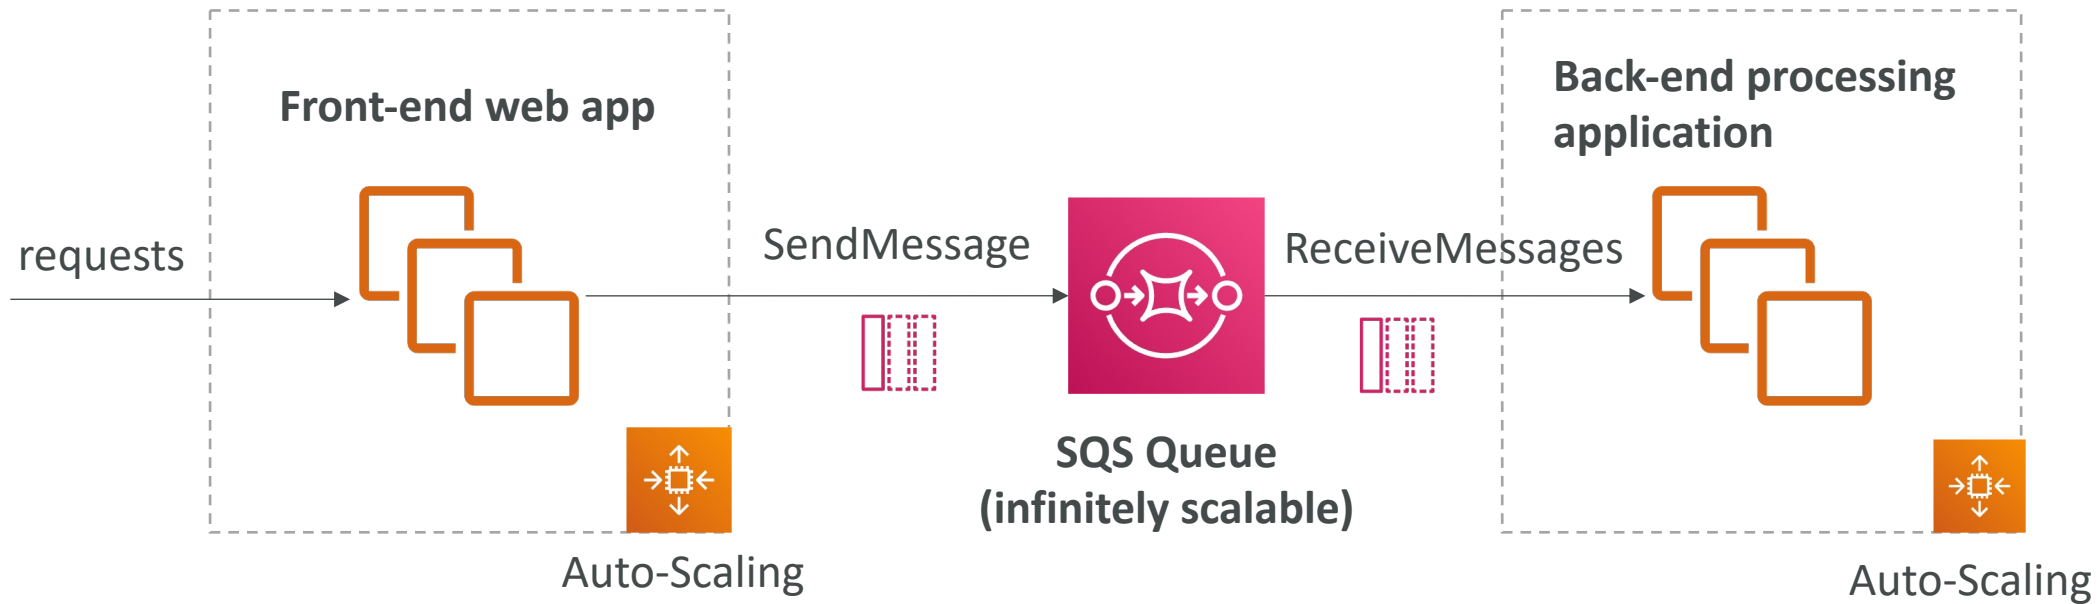 requests
Front-end web app
Auto-Scaling
SendMessage
SQS Queue
(infinitely scalable)
ReceiveMessages
Back-end processing
application
Auto-Scaling